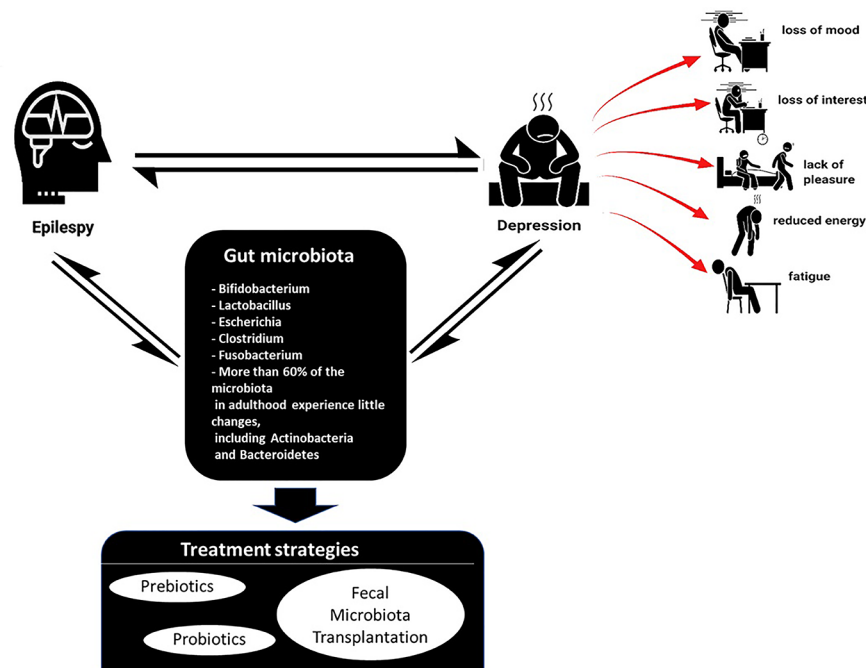 loss of mood
loss of interest
lack of
pleasure
reduced energy
fatigue
Epilespy
Depression
Gut microbiota
- Bifidobacterium
- Lactobacillus
- Escherichia
- Clostridium
- Fusobacterium
- More than 60% of the
microbiota
in adulthood experience little
changes,
including Actinobacteria
and Bacteroidetes
Treatment strategies
Prebiotics
Probiotics
Fecal
Microbiota
Transplantation